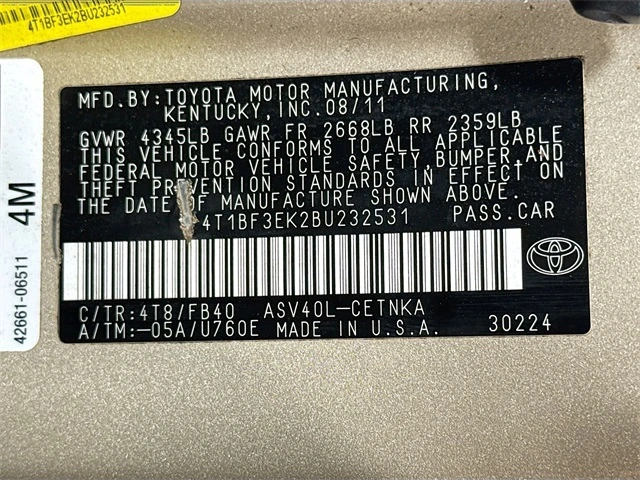 4T1BF3EK2BU232531
4M
42661-06511
MFD.BY:TOYOTA MOTOR MANUFACTURING,
KENTUCKY,INC.08/11
GVWR 4345LB GAWR FR 2668LB RR 2359LB
THIS VEHICLE CONFORMS TO ALL APPLICABLE
FEDERAL MOTOR VEHICLE SAFETY,BUMPER,AND
THEFT PREVENTION STANDARDS IN EFFECT ON
THE DATE OF MANUFACTURE SHOWN ABOVE.
4T1BF3EK2BU232531 PASS.CAR
C/TR:4T8/FB40 ASV40L-CETNKA
A/TM:-05A/U760E MADE IN U.S.A. 30224